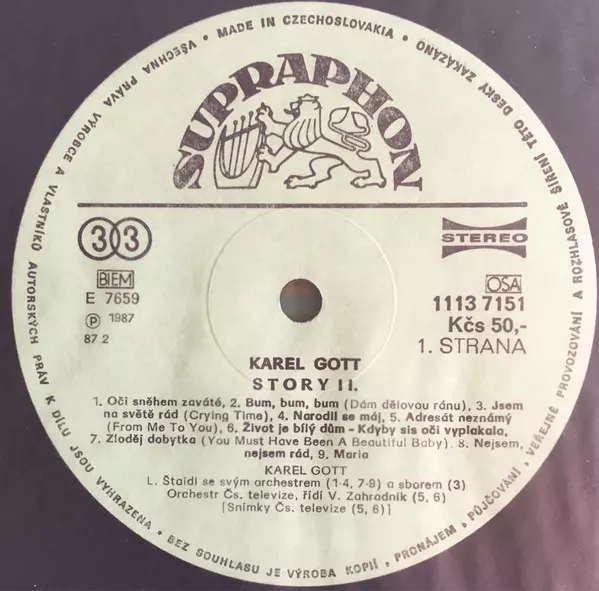 VŠECHNA PRÁVA VÝROBCE A VLASTNÍKŮ AUTORSKÝCH PRÁV K DÍLU JSOU VYHRAZENA • BEZ SOUHLASU JE VÝROBA KOPIÍ • PRONÁJEM • PŮJČOVÁNÍ • VEŘEJNÉ PROVOZOVÁNÍ A ROZHLASOVÉ ŠÍŘENÍ TÉTO DESKY ZAKÁZÁNO • MADE IN CZECHOSLOVAKIA •
SUPRAPHON
33
STEREO
BIEM
OSA
E 7659
1113 7151
Ⓟ 1987
Kčs 50,-
87 2
1. STRANA
KAREL GOTT
STORY II.
1. Oči sněhem zaváté, 2. Bum, bum, bum (Dám dělovou ránu), 3. Jsem
na světě rád (Crying Time), 4. Narodil se máj, 5. Adresát neznámý
(From Me To You), 6. Život je bílý dům - Kdyby sis oči vyplakala,
7. Zloděj dobytka (You Must Have Been A Beautiful Baby), 8. Nejsem,
nejsem rád, 9. Maria
KAREL GOTT
L. Štaidl se svým orchestrem (1-4, 7-9) a sborem (3)
Orchestr Čs. televize, řídí V. Zahradník (5, 6)
[Snímky Čs. televize (5, 6)]